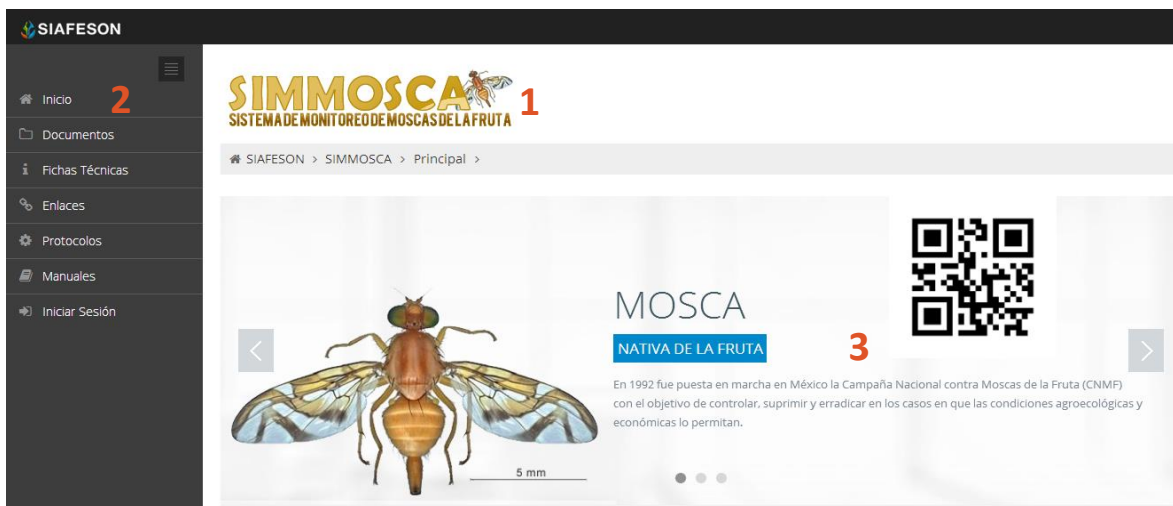 SIAFESON
Inicio
2
Documentos
Fichas Técnicas
Enlaces
Protocolos
Manuales
Iniciar Sesión
SIMMOSCA
1
SISTEMA DE MONITOREO DE MOSCAS DE LA FRUTA
SIAFESON > SIMMOSCA > Principal >
MOSCA
NATIVA DE LA FRUTA
3
En 1992 fue puesta en marcha en México la Campaña Nacional contra Moscas de la Fruta (CNMF)
con el objetivo de controlar, suprimir y erradicar en los casos en que las condiciones agroecológicas y
económicas lo permitan.
5 mm